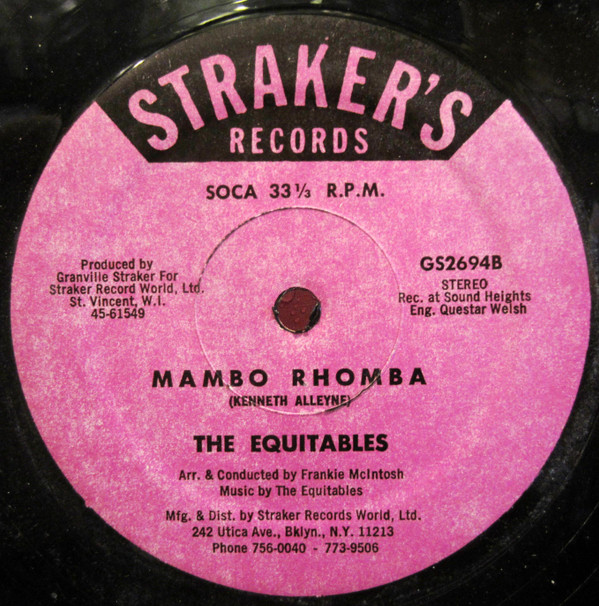 STRAKER'S
RECORDS
SOCA 33 1/3 R.P.M.
Produced by
Granville Straker For
Straker Record World, Ltd.
St. Vincent, W.I.
45-61549
GS2694B
STEREO
Rec. at Sound Heights
Eng. Questar Welsh
MAMBO RHOMBA
(KENNETH ALLEYNE)
THE EQUITABLES
Arr. & Conducted by Frankie McIntosh
Music by The Equitables
Mfg. & Dist. by Straker Records World, Ltd.
242 Utica Ave., Bklyn., N.Y. 11213
Phone 756-0040 - 773-9506